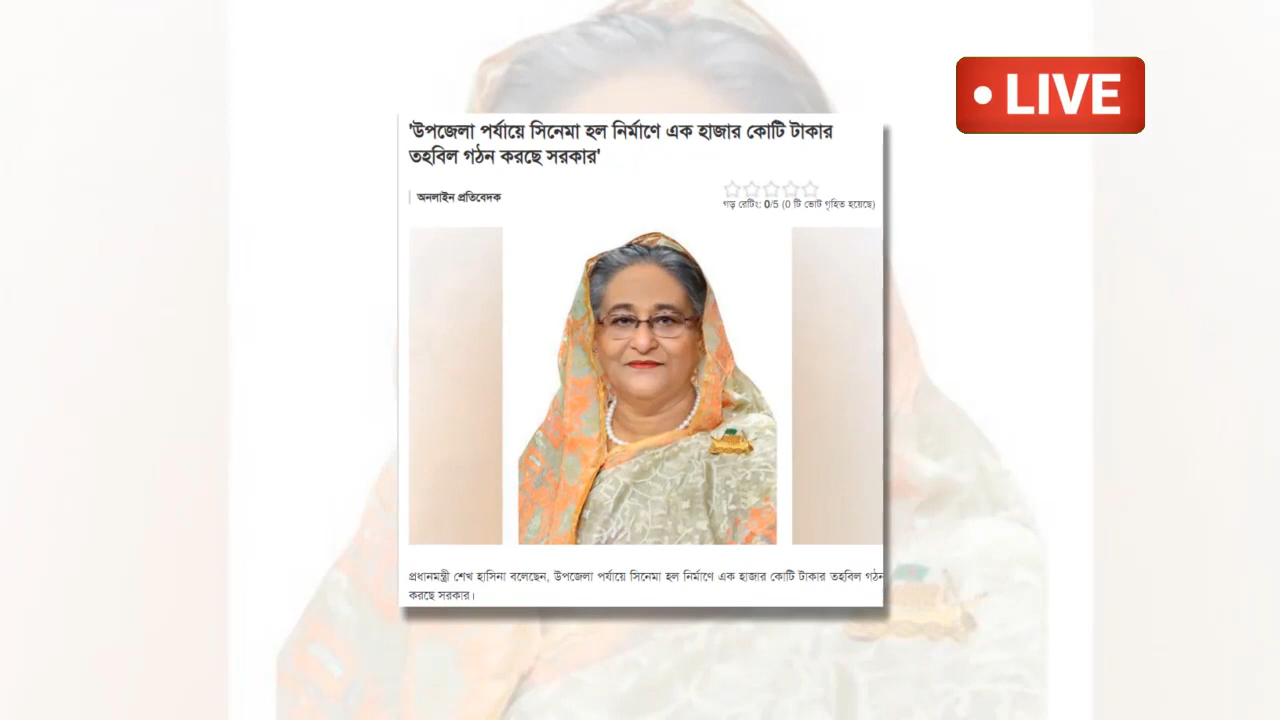 LIVE
'উপজেলা পর্যায়ে সিনেমা হল নির্মাণে এক হাজার কোটি টাকার
তহবিল গঠন করছে সরকার'
অনলাইন প্রতিবেদক
গড় রেটিং: 0/5 (0 টি ভোট গৃহিত হয়েছে)
প্রধানমন্ত্রী শেখ হাসিনা বলেছেন, উপজেলা পর্যায়ে সিনেমা হল নির্মাণে এক হাজার কোটি টাকার তহবিল গঠন
করছে সরকার।